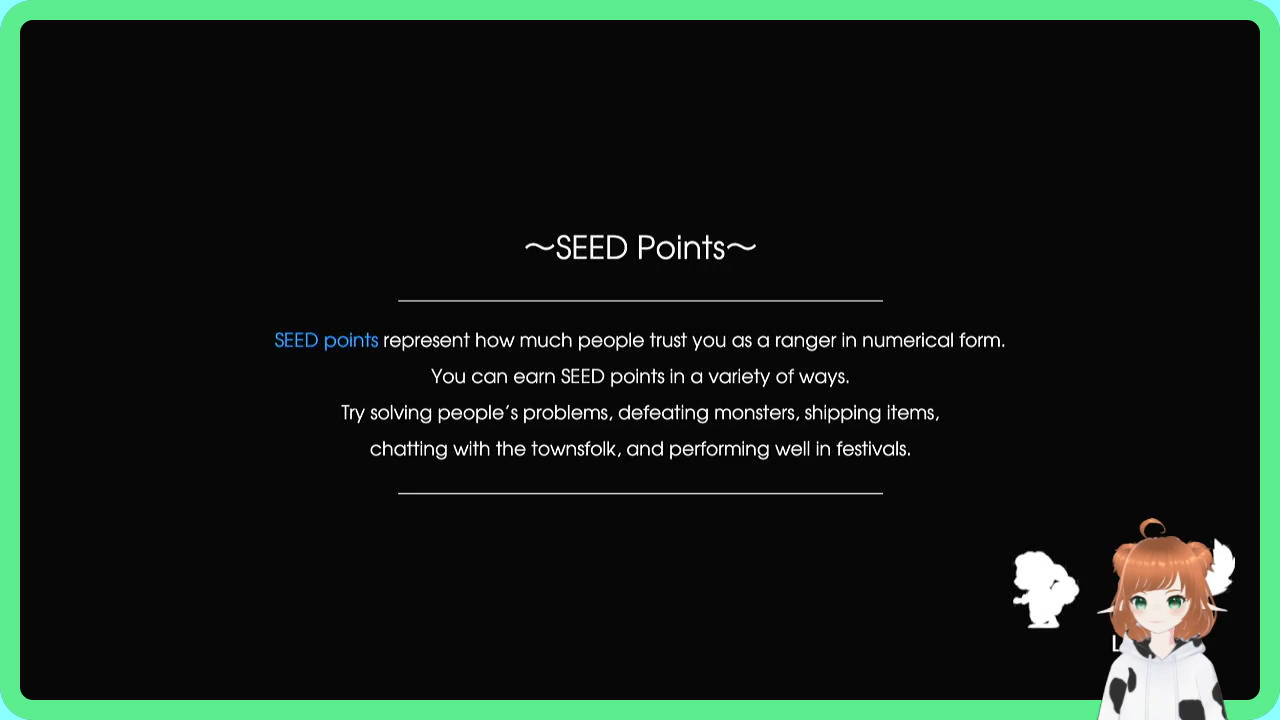 ～SEED Points～
SEED points represent how much people trust you as a ranger in numerical form.
You can earn SEED points in a variety of ways.
Try solving people's problems, defeating monsters, shipping items,
chatting with the townsfolk, and performing well in festivals.